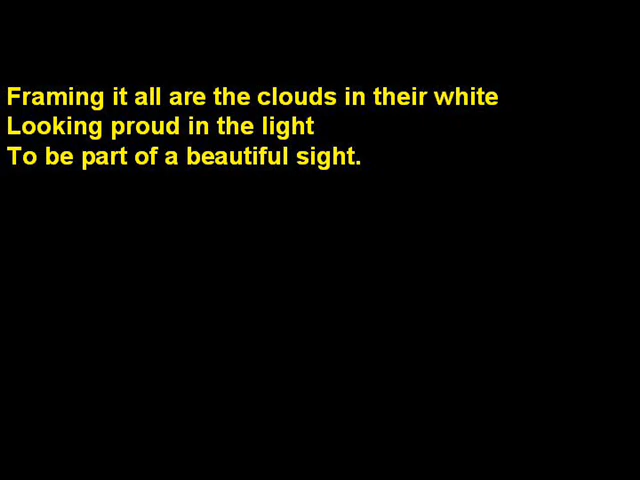 Framing it all are the clouds in their white
Looking proud in the light
To be part of a beautiful sight.